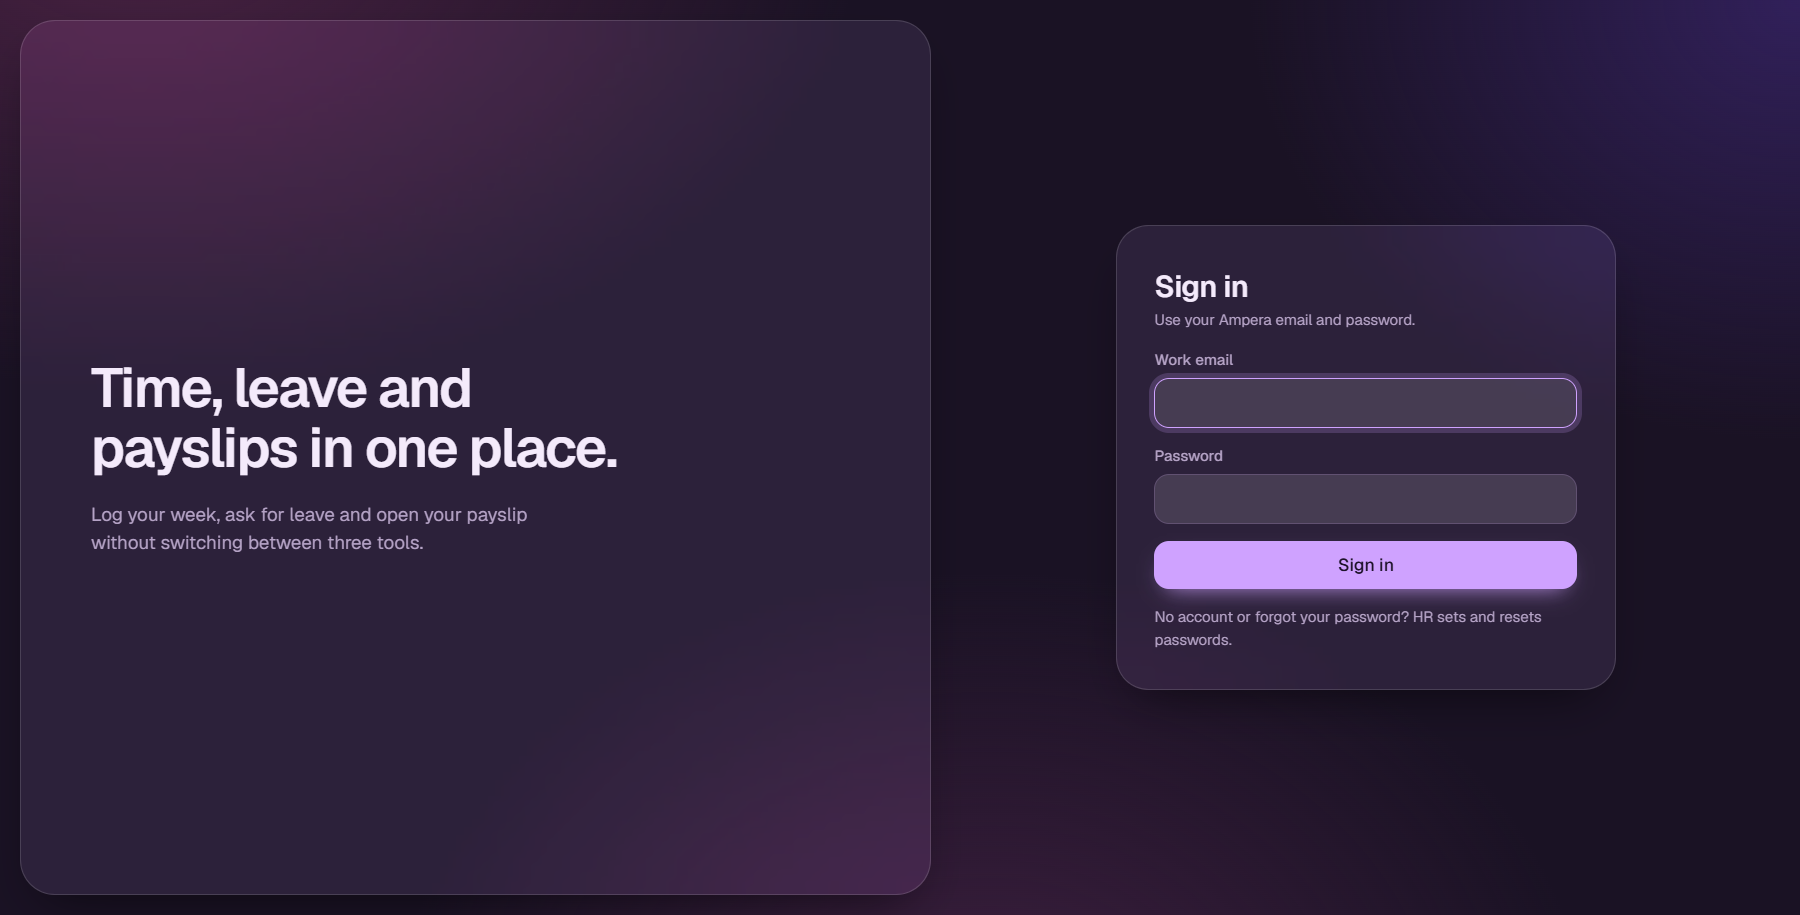 Time, leave and
payslips in one place.
Log your week, ask for leave and open your payslip
without switching between three tools.
Sign in
Use your Ampera email and password.
Work email
Password
Sign in
No account or forgot your password? HR sets and resets
passwords.